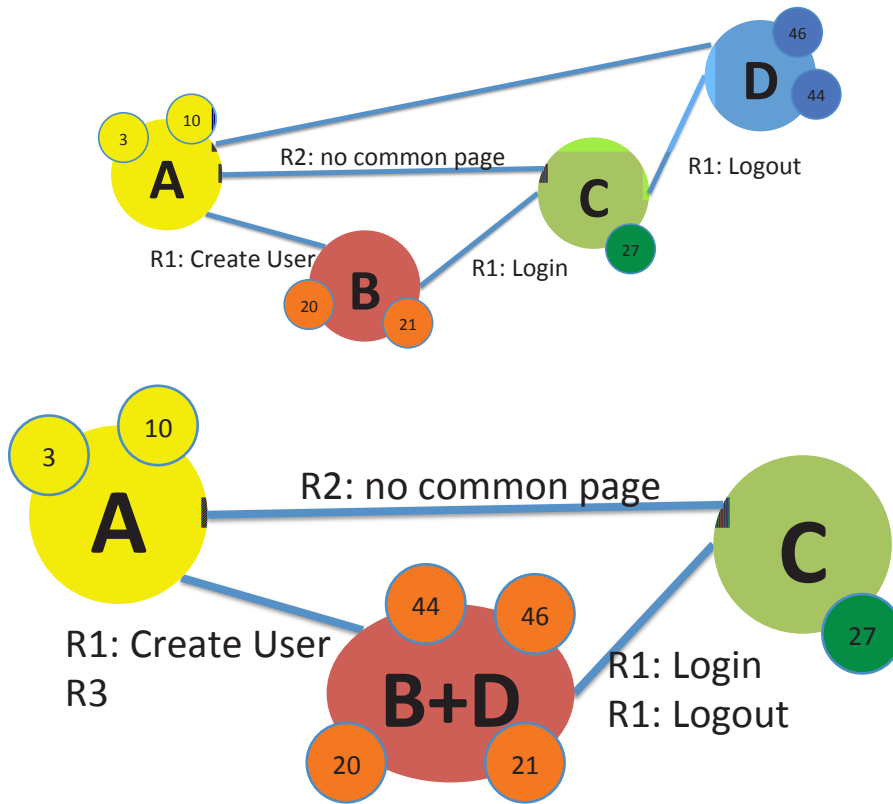 46
D
44
10
3
R2: no common page
R1: Logout
A
C
R1: Create User
R1: Login
27
B
20
21
10
3
R2: no common page
A
C
44
46
27
R1: Create User
R3
R1: Login
R1: Logout
B+D
20
21